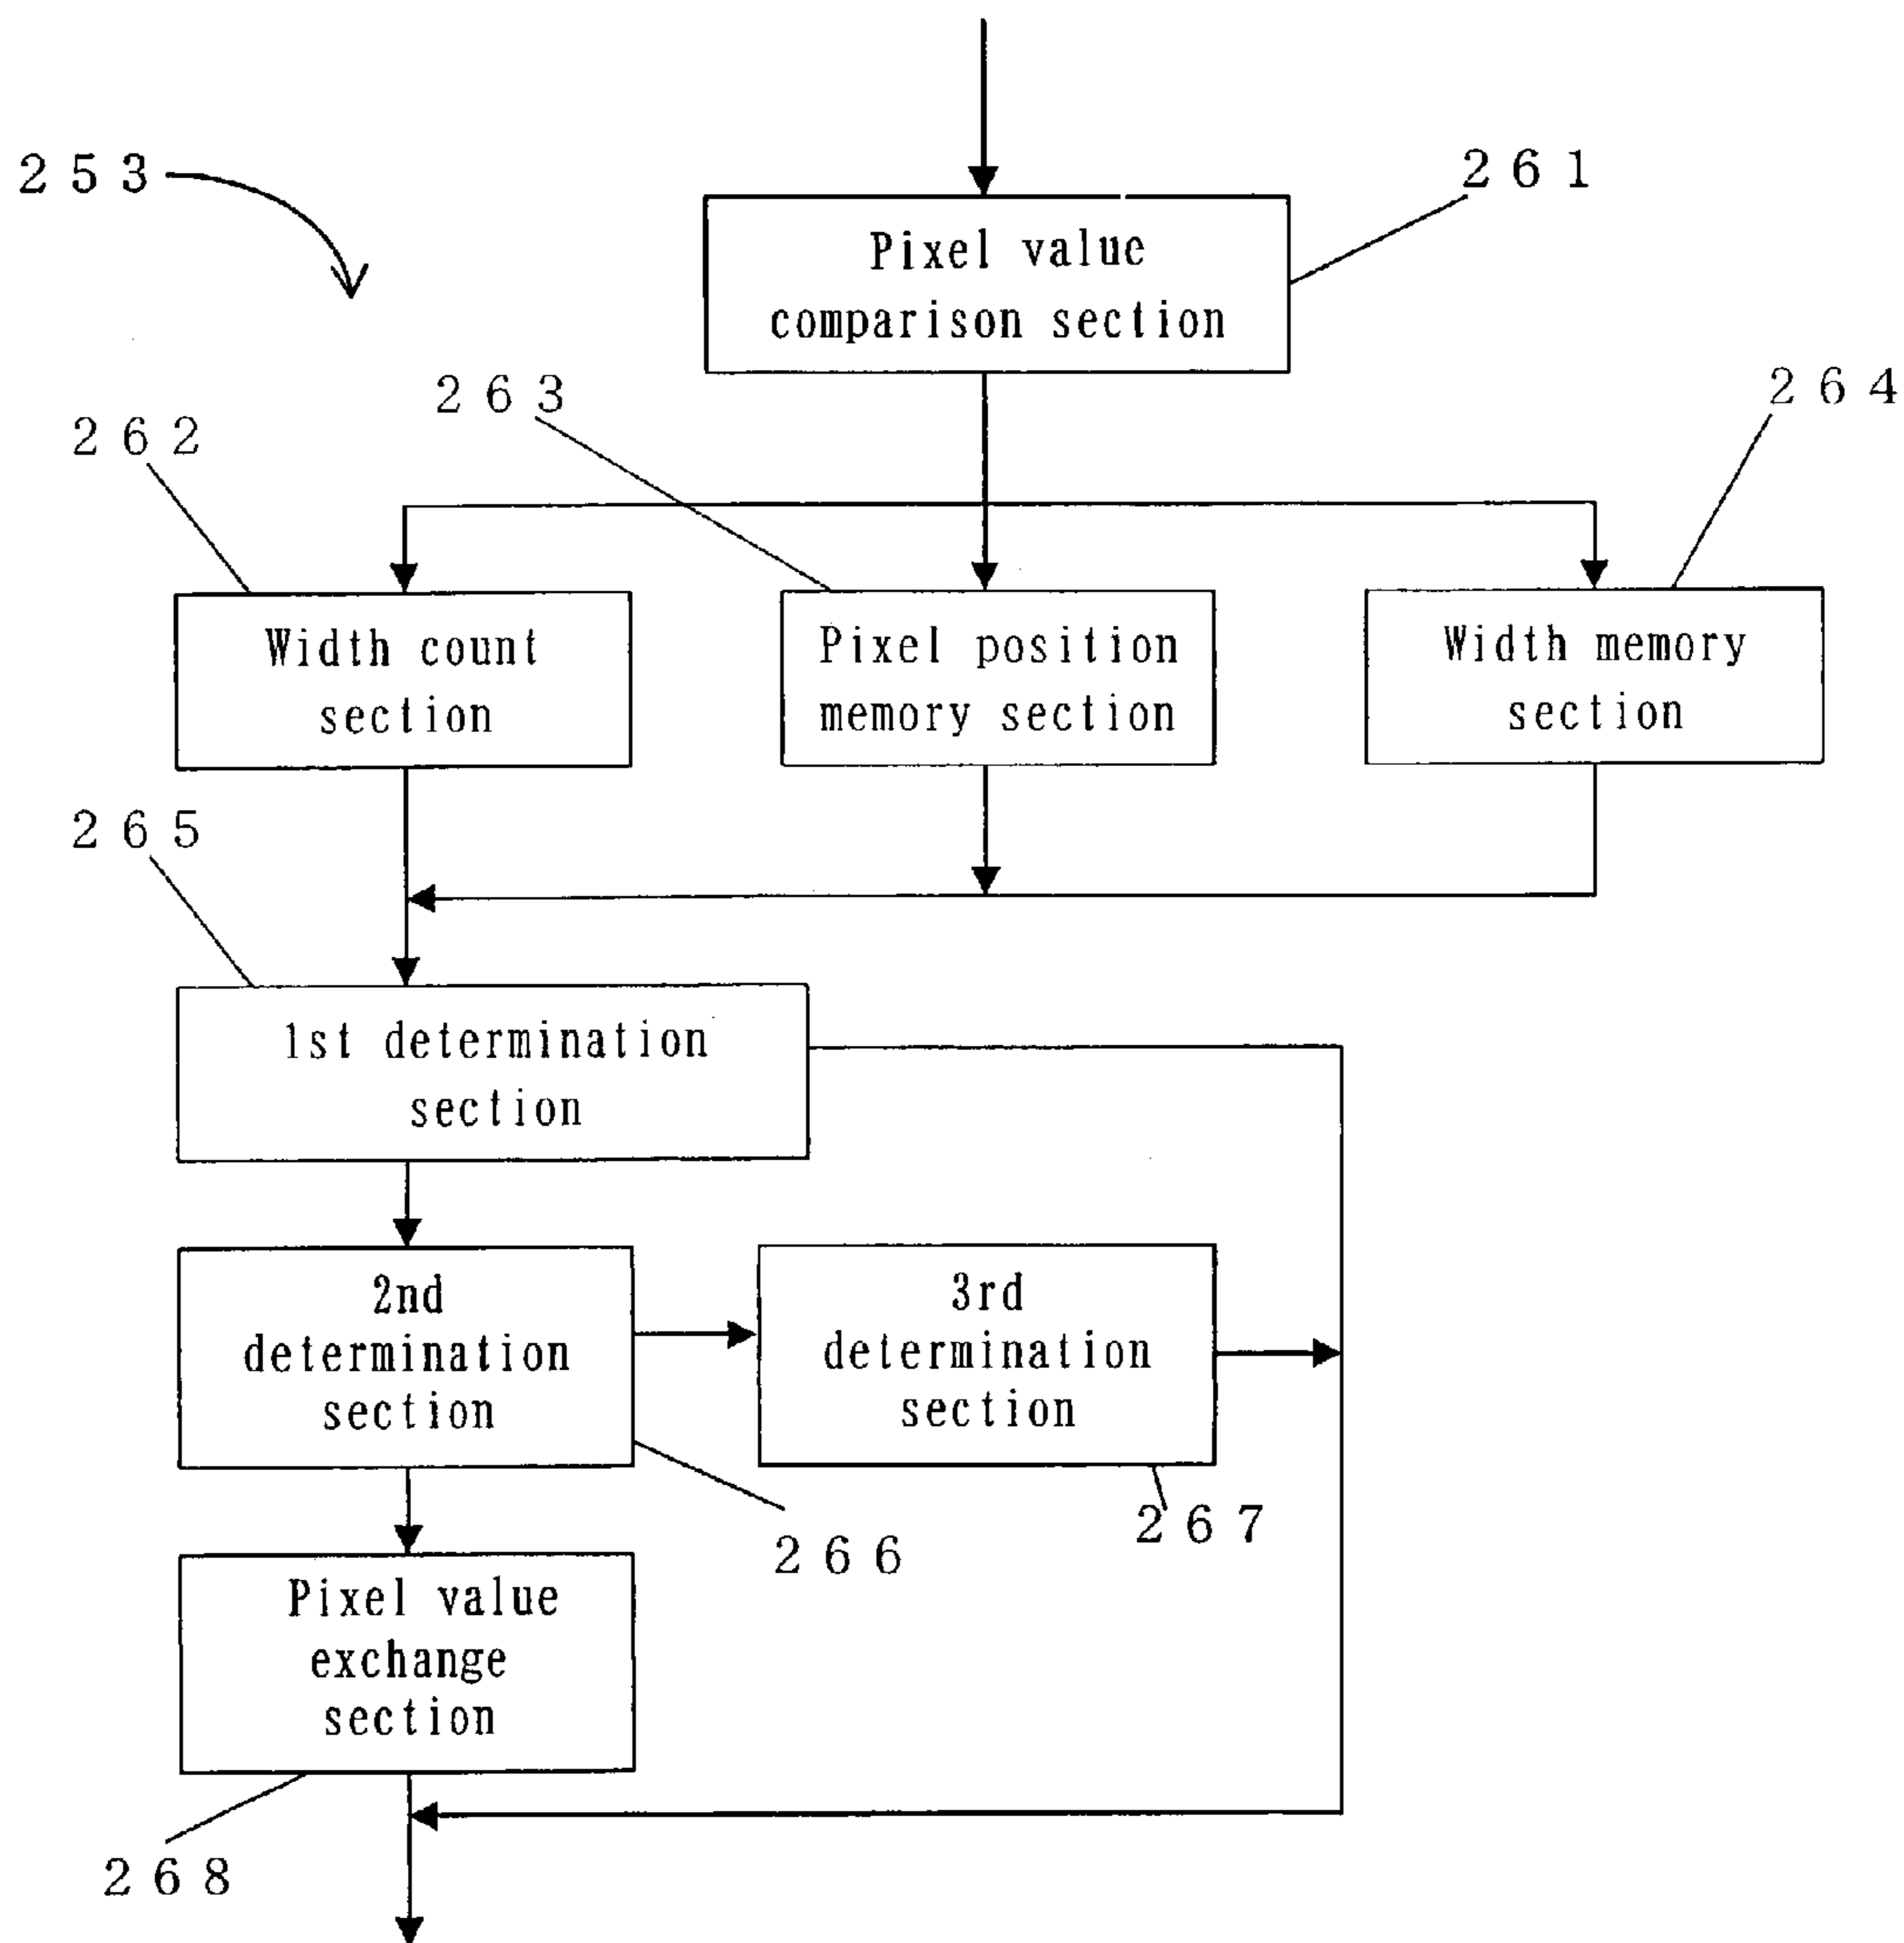 253
261
Pixel value
comparison section
263
264
262
Width count
section
Pixel position
memory section
Width memory
section
265
1st determination
section
2nd
determination
section
3rd
determination
section
266
267
Pixel value
exchange
section
268